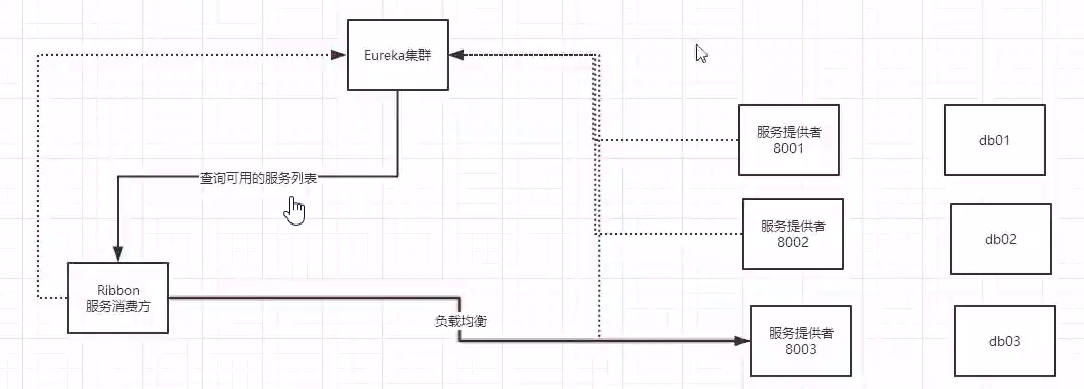 Eureka集群
服务提供者
8001
db01
查询可用的服务列表
服务提供者
8002
db02
Ribbon
服务消费方
负载均衡
服务提供者
8003
db03